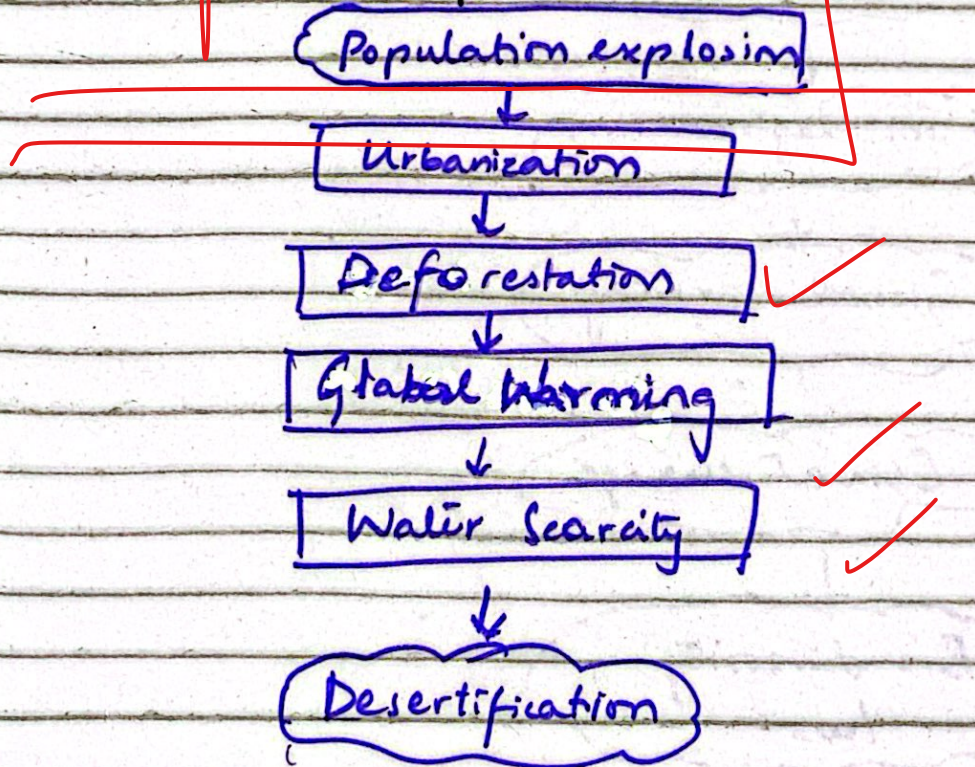 Population explosion
Urbanization
Deforestation
Global Warming
Water Scarcity
Desertification